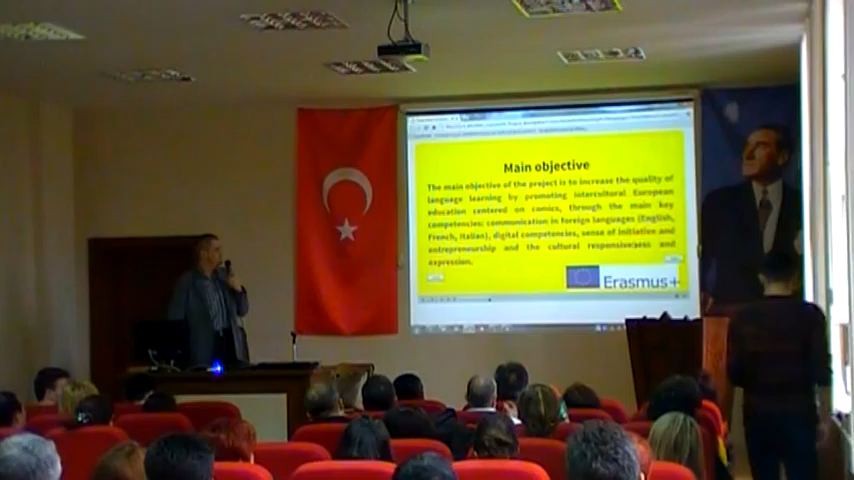 Main objective
The main objective of the project is to increase the quality of
language learning by promoting intercultural European
education centered on comics, through the main key
competencies: communication in foreign languages (English,
French, Italian), digital competencies, sense of initiative and
entrepreneurship and the cultural responsiveness and
expression.
Erasmus+